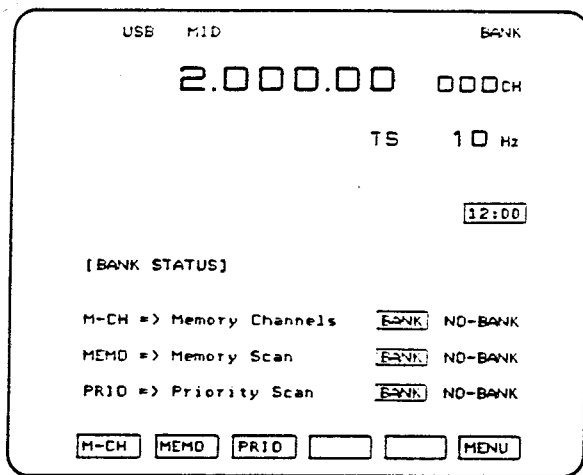 USB MID BANK
2.000.00 000CH
TS 10 Hz
12:00
[BANK STATUS]
M-CH => Memory Channels BANK NO-BANK
MEMO => Memory Scan BANK NO-BANK
PRIO => Priority Scan BANK NO-BANK
M-CH MEMO PRIO MENU